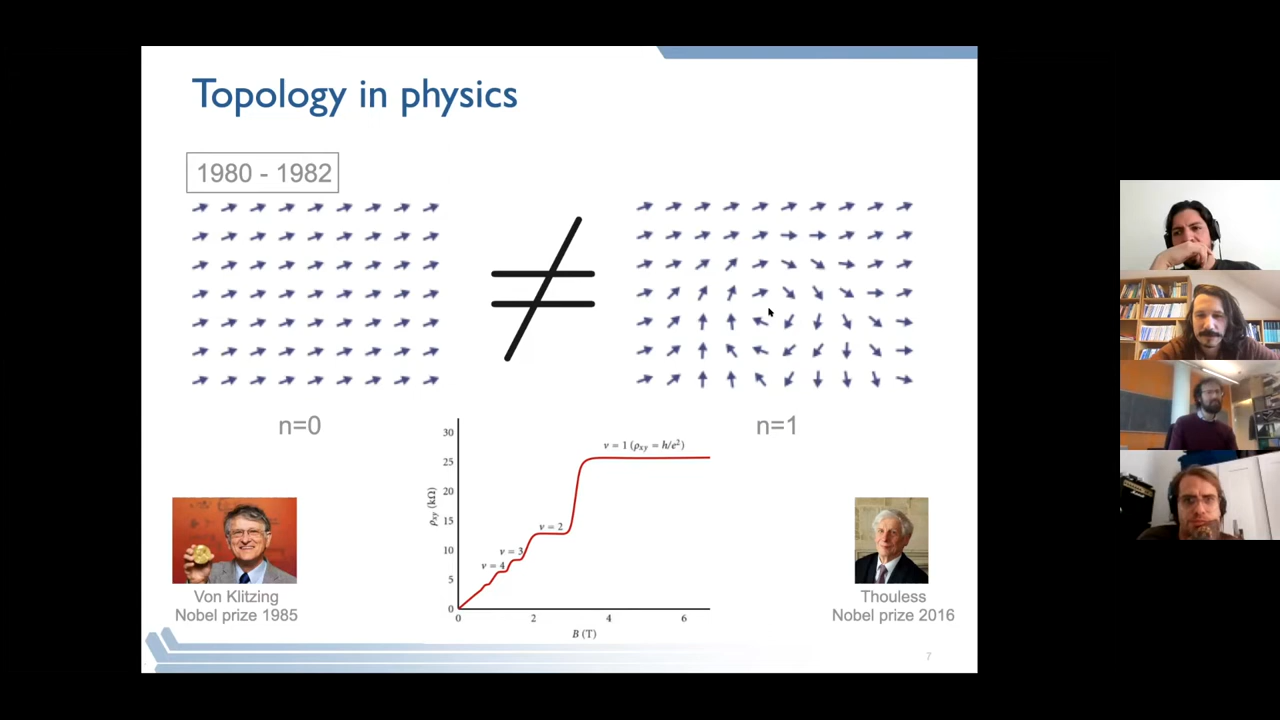 Topology in physics
1980 - 1982
n=0
n=1
30
25
20
15
10
5
0
ρxy (kΩ)
ν = 1 (ρxy = h/e²)
ν = 2
ν = 3
ν = 4
0
2
4
6
B (T)
Von Klitzing
Nobel prize 1985
Thouless
Nobel prize 2016
7